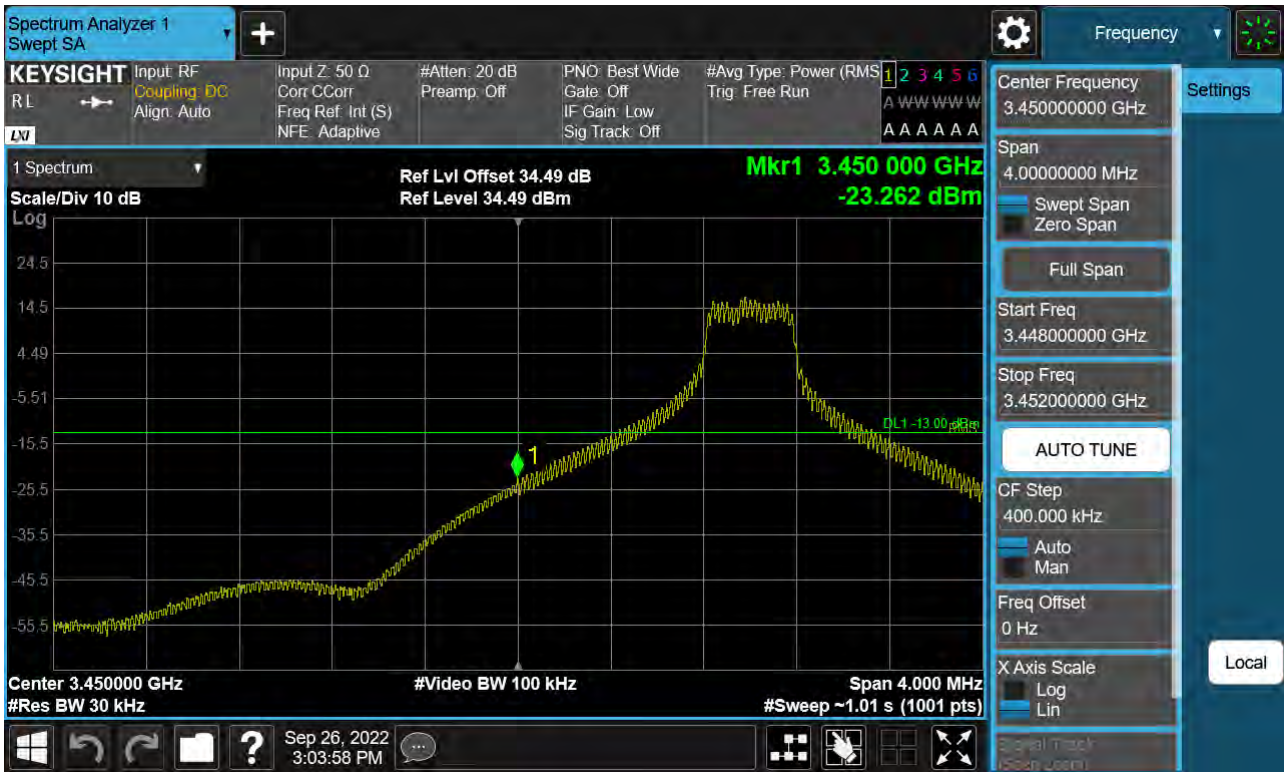 Spectrum Analyzer 1
Swept SA
+
Frequency
KEYSIGHT
RL
LXI
Input: RF
Coupling: DC
Align: Auto
Input Z: 50 Ω
Corr CCorr
Freq Ref: Int (S)
NFE: Adaptive
#Atten: 20 dB
Preamp: Off
PNO: Best Wide
Gate: Off
IF Gain: Low
Sig Track: Off
#Avg Type: Power (RMS
Trig: Free Run
1 2 3 4 5 6
A W W W W W
A A A A A A
1 Spectrum
Scale/Div 10 dB
Log
Ref Lvl Offset 34.49 dB
Ref Level 34.49 dBm
Mkr1 3.450 000 GHz
-23.262 dBm
24.5
14.5
4.49
-5.51
-15.5
-25.5
-35.5
-45.5
-55.5
DL1 -13.00 dBm
1
Center 3.450000 GHz
#Res BW 30 kHz
#Video BW 100 kHz
Span 4.000 MHz
#Sweep ~1.01 s (1001 pts)
Center Frequency
3.450000000 GHz
Settings
Span
4.00000000 MHz
Swept Span
Zero Span
Full Span
Start Freq
3.448000000 GHz
Stop Freq
3.452000000 GHz
AUTO TUNE
CF Step
400.000 kHz
Auto
Man
Freq Offset
0 Hz
X Axis Scale
Log
Lin
Local
Signal Track
(Span Zoom)
?
Sep 26, 2022
3:03:58 PM